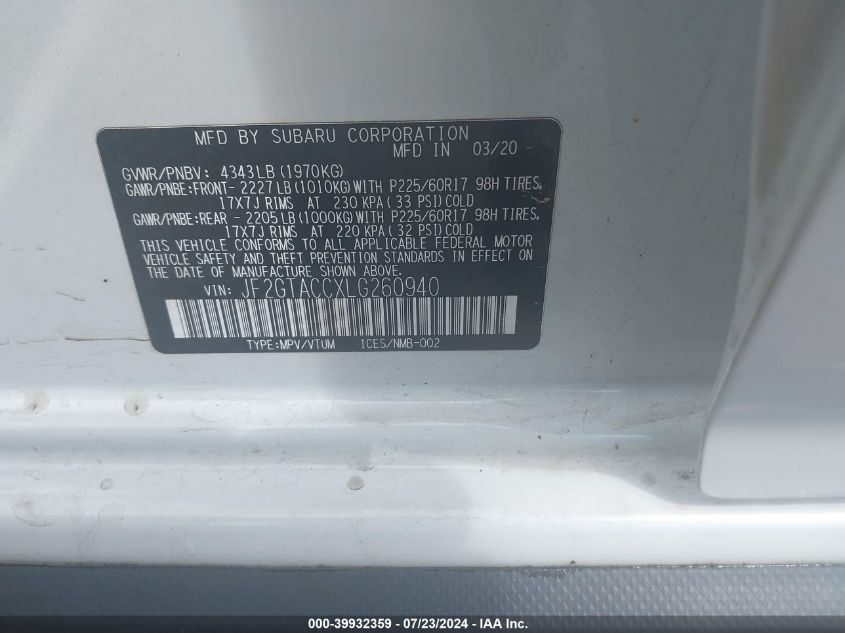 MFD BY SUBARU CORPORATION
MFD IN 03/20
GVWR/PNBV: 4343LB (1970KG)
GAWR/PNBE:FRONT- 2227LB (1010KG) WITH P225/60R17 98H TIRES,
17X7J RIMS AT 230 KPA (33 PSI) COLD
GAWR/PNBE:REAR - 2205LB (1000KG) WITH P225/60R17 98H TIRES,
17X7J RIMS AT 220 KPA (32 PSI) COLD
THIS VEHICLE CONFORMS TO ALL APPLICABLE FEDERAL MOTOR
VEHICLE SAFETY AND THEFT PREVENTION STANDARDS IN EFFECT
ON THE DATE OF MANUFACTURE SHOWN ABOVE.
VIN: JF2GTACCXLG260940
TYPE:MPV/VTUM ICES/NMB-002
000-39932359 - 07/23/2024 - IAA Inc.